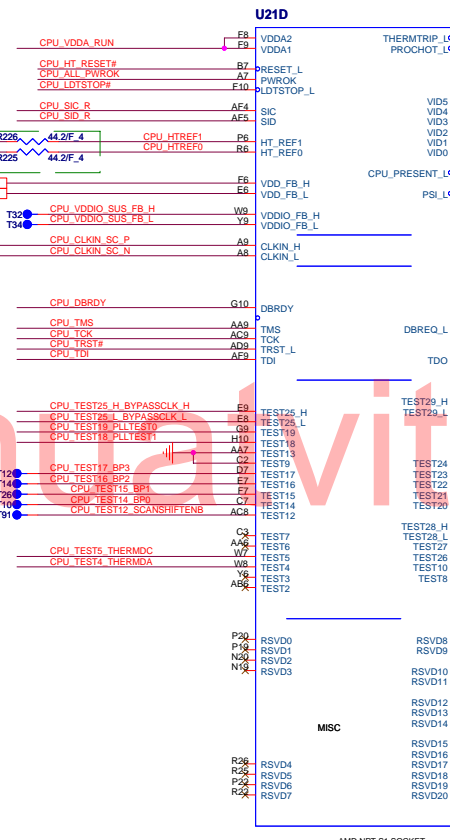 U21D
F8 VDDA2 THERMTRIP_L
CPU_VDDA_RUN F9 VDDA1 PROCHOT_L
CPU_HT_RESET# B7 RESET_L
CPU_ALL_PWROK A7 PWROK
CPU_LDTSTOP# F10 LDTSTOP_L
VID5
CPU_SIC_R AF4 SIC VID4
CPU_SID_R AF5 SID VID3
VID2
R226 44.2/F_4 CPU_HTREF1 P6 HT_REF1 VID1
R225 44.2/F_4 CPU_HTREF0 R6 HT_REF0 VID0
CPU_PRESENT_L
F6 VDD_FB_H
E6 VDD_FB_L PSI_L
T32 CPU_VDDIO_SUS_FB_H W9 VDDIO_FB_H
T34 CPU_VDDIO_SUS_FB_L Y9 VDDIO_FB_L
CPU_CLKIN_SC_P A9 CLKIN_H
CPU_CLKIN_SC_N A8 CLKIN_L
CPU_DBRDY G10 DBRDY
CPU_TMS AA9 TMS DBREQ_L
CPU_TCK AC9 TCK
CPU_TRST# AD9 TRST_L
CPU_TDI AF9 TDI TDO
TEST29_H
CPU_TEST25_H_BYPASSCLK_H E9 TEST25_H TEST29_L
CPU_TEST25_L_BYPASSCLK_L E8 TEST25_L
CPU_TEST19_PLLTEST0 G9 TEST19
CPU_TEST18_PLLTEST1 H10 TEST18
AA7 TEST13
C2 TEST9 TEST24
CPU_TEST17_BP3 D7 TEST17 TEST23
CPU_TEST16_BP2 E7 TEST16 TEST22
CPU_TEST15_BP1 F7 TEST15 TEST21
CPU_TEST14_BP0 C7 TEST14 TEST20
CPU_TEST12_SCANSHIFTENB AC8 TEST12
TEST28_H
C3 TEST7 TEST28_L
AA6 TEST6 TEST27
CPU_TEST5_THERMDC W7 TEST5 TEST26
CPU_TEST4_THERMDA W8 TEST4 TEST10
Y6 TEST3 TEST8
AB6 TEST2
P20 RSVD0 RSVD8
P19 RSVD1 RSVD9
N20 RSVD2
N19 RSVD3 RSVD10
RSVD11
RSVD12
RSVD13
RSVD14
MISC
RSVD15
RSVD16
R26 RSVD4 RSVD17
R25 RSVD5 RSVD18
P22 RSVD6 RSVD19
R22 RSVD7 RSVD20